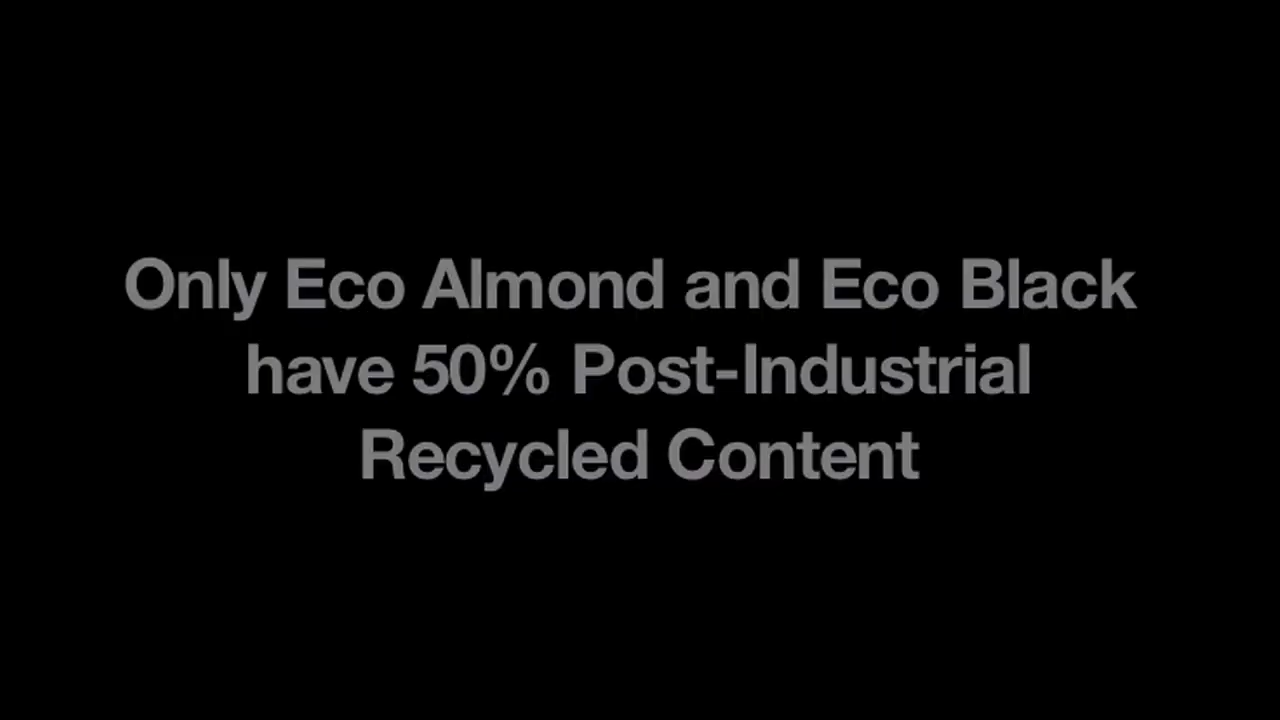 Only Eco Almond and Eco Black
have 50% Post-Industrial
Recycled Content